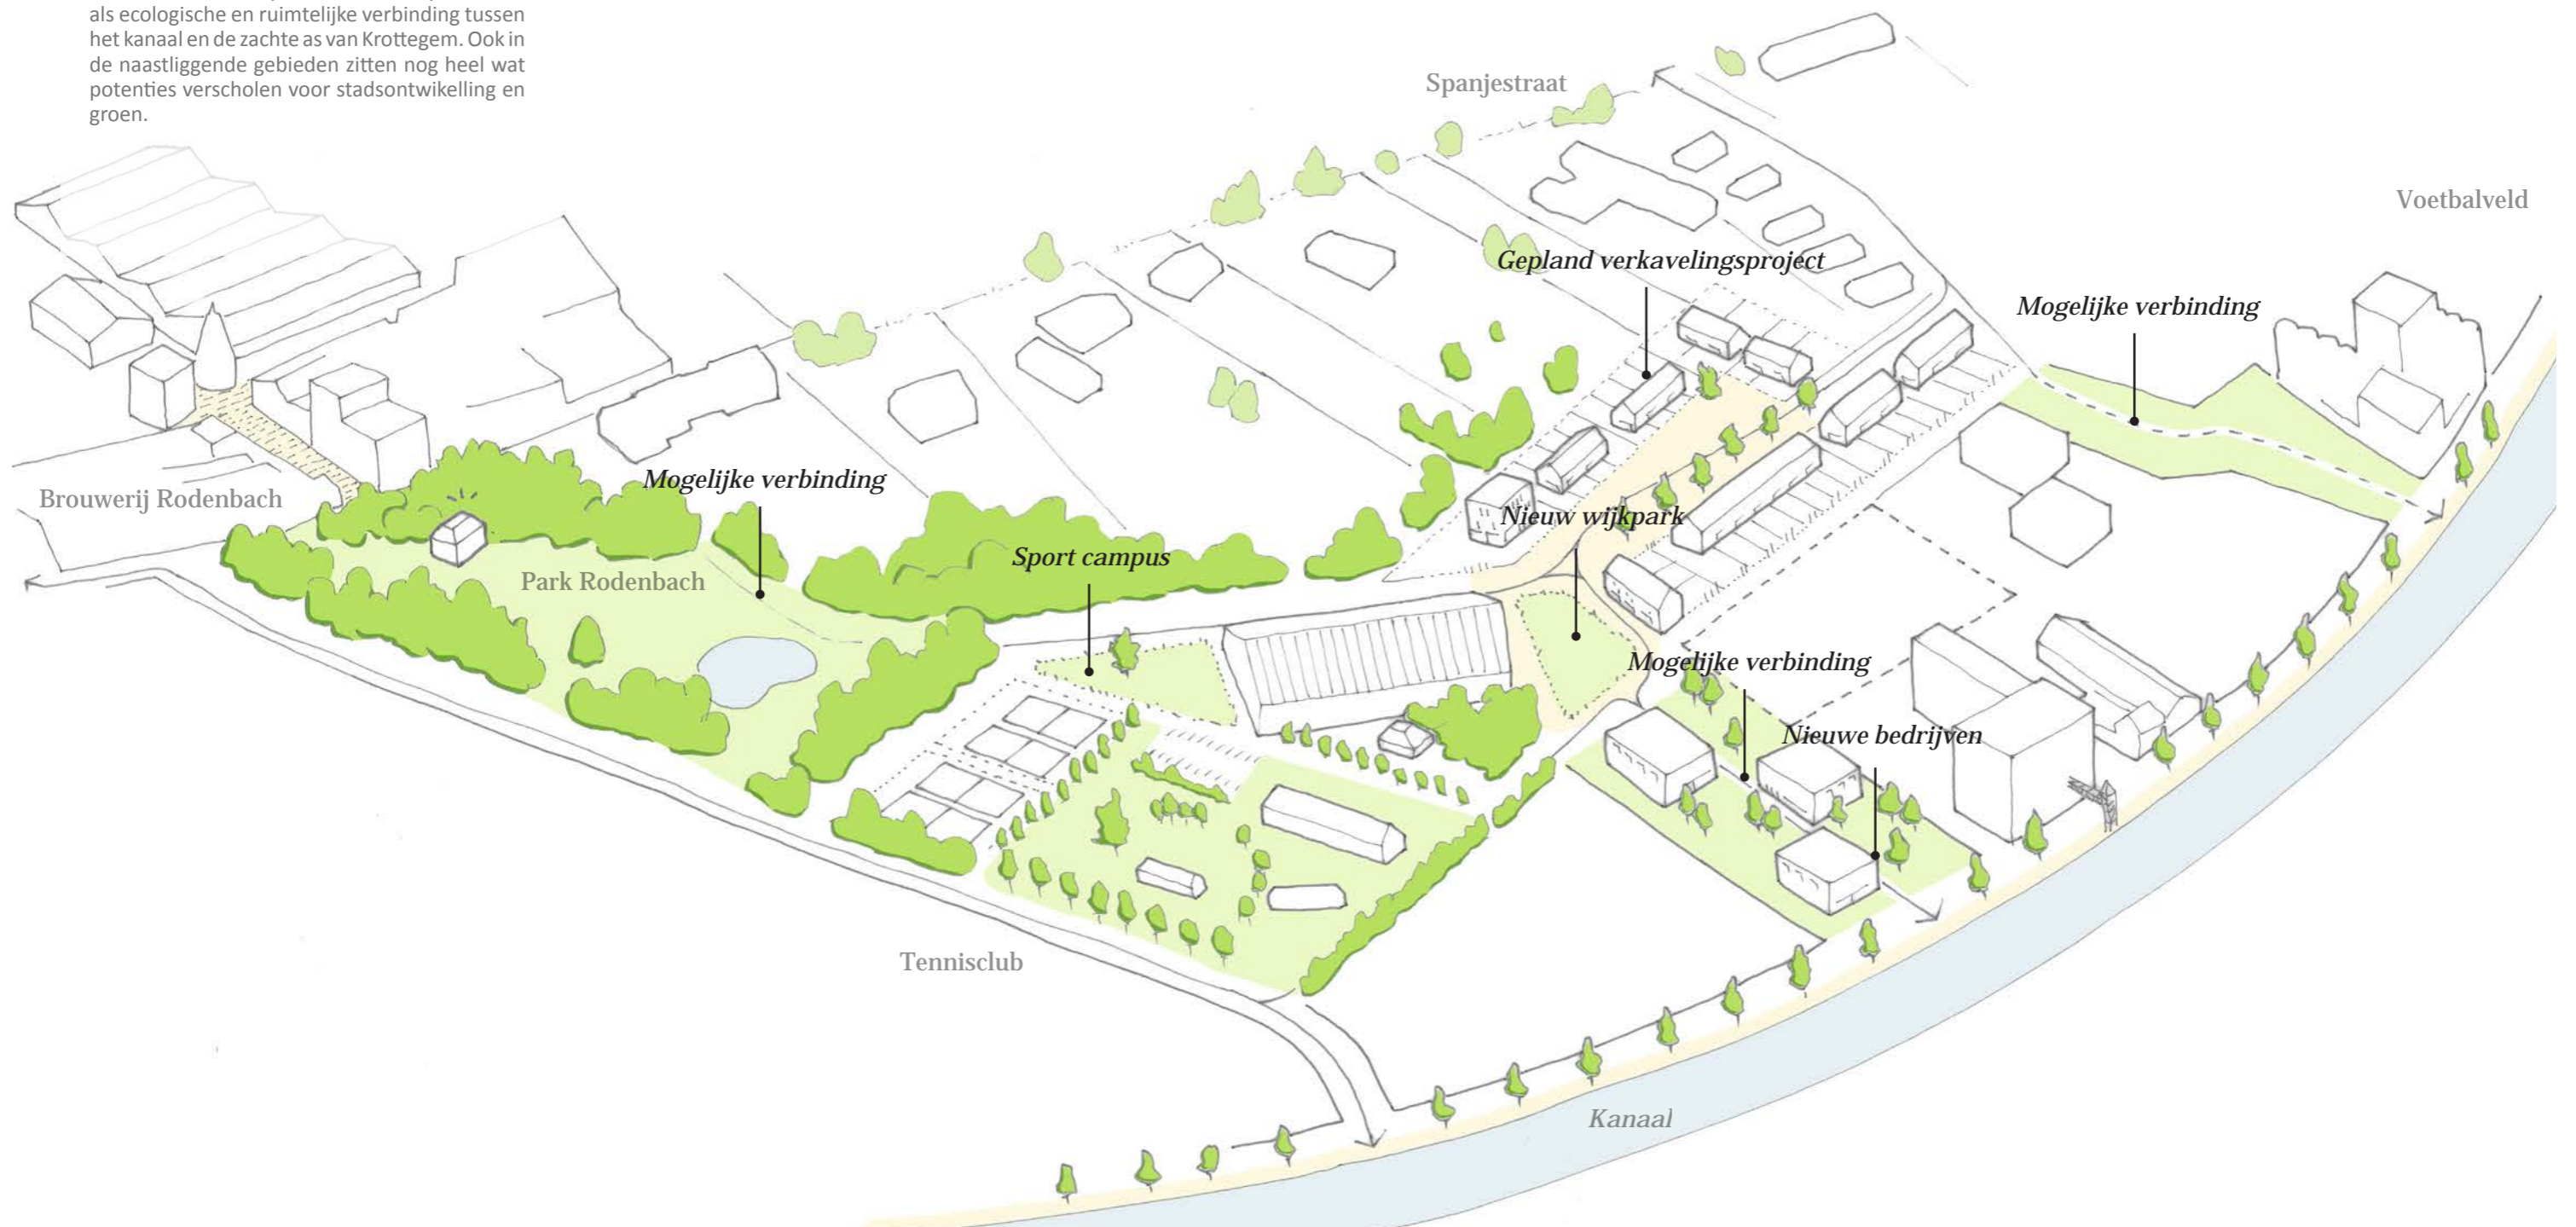 als ecologische en ruimtelijke verbinding tussen
het kanaal en de zachte as van Krottegem. Ook in
de naastliggende gebieden zitten nog heel wat
potenties verscholen voor stadsontwikkeling en
groen.
Spanjestraat
Voetbalveld
Gepland verkavelingsproject
Mogelijke verbinding
Mogelijke verbinding
Brouwerij Rodenbach
Nieuw wijkpark
Sport campus
Park Rodenbach
Mogelijke verbinding
Nieuwe bedrijven
Tennisclub
Kanaal